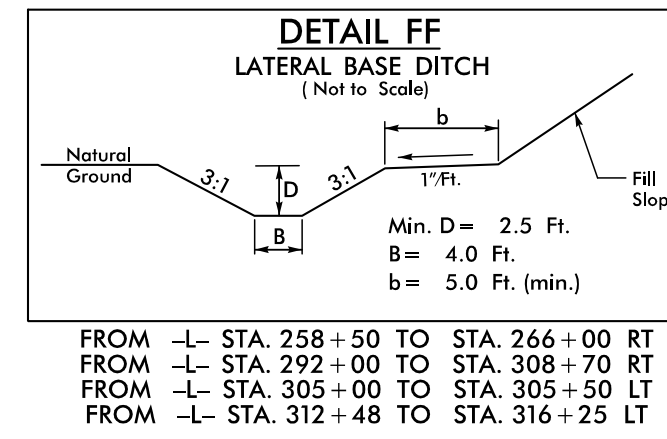 DETAIL FF
LATERAL BASE DITCH
( Not to Scale)
b
Natural
Ground
3:1
D
3:1
1"/Ft.
B
Fill
Slop
Min. D = 2.5 Ft.
B = 4.0 Ft.
b = 5.0 Ft. (min.)
FROM -L- STA. 258+50 TO STA. 266+00 RT
FROM -L- STA. 292+00 TO STA. 308+70 RT
FROM -L- STA. 305+00 TO STA. 305+50 LT
FROM -L- STA. 312+48 TO STA. 316+25 LT